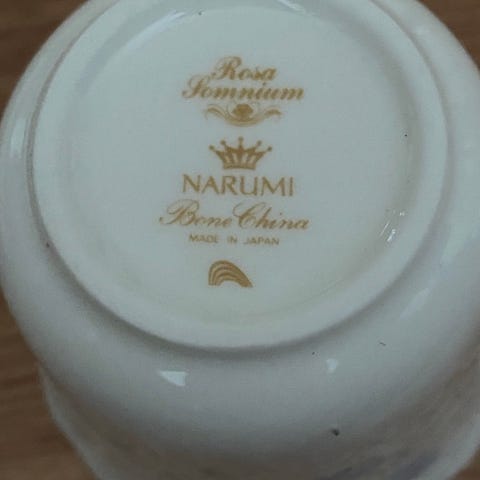 Rosa
Somnium
NARUMI
Bone China
MADE IN JAPAN